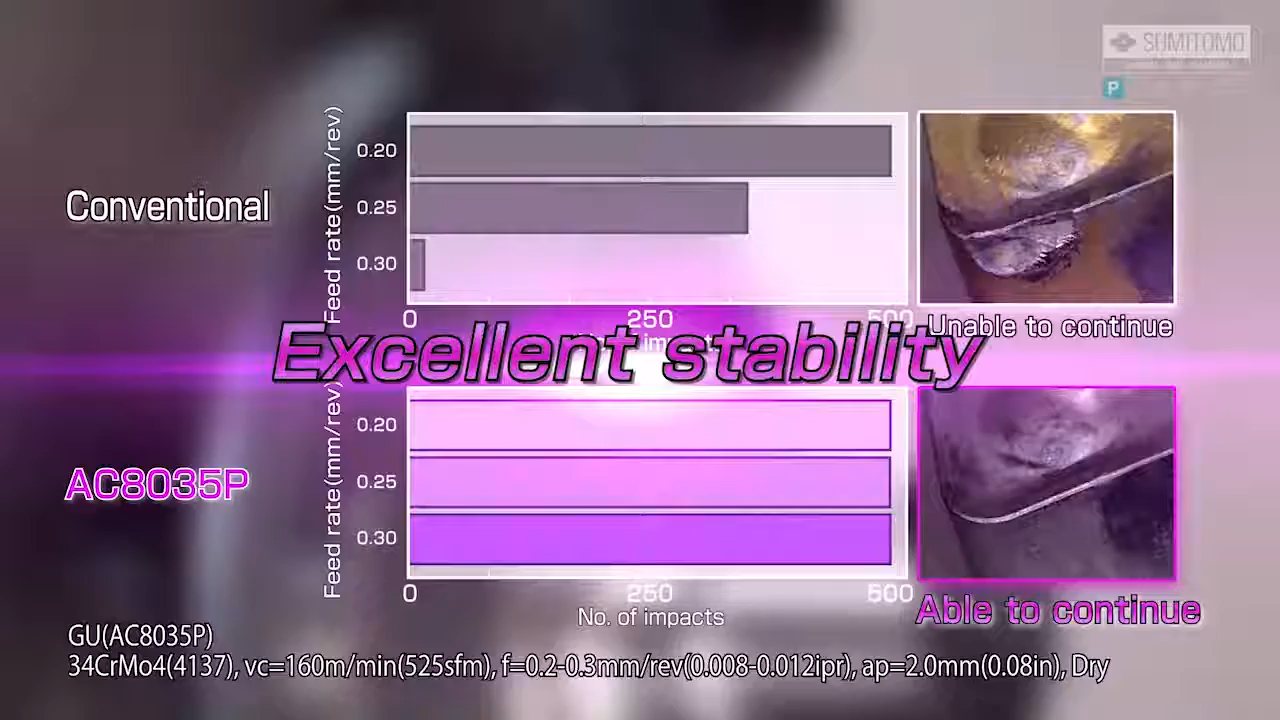 SUMITOMO
P
Conventional
Feed rate(mm/rev)
0.20
0.25
0.30
0
250
500
Unable to continue
Excellent stability
AC8035P
Feed rate(mm/rev)
0.20
0.25
0.30
0
250
500
No. of impacts
Able to continue
GU(AC8035P)
34CrMo4(4137), vc=160m/min(525sfm), f=0.2-0.3mm/rev(0.008-0.012ipr), ap=2.0mm(0.08in), Dry